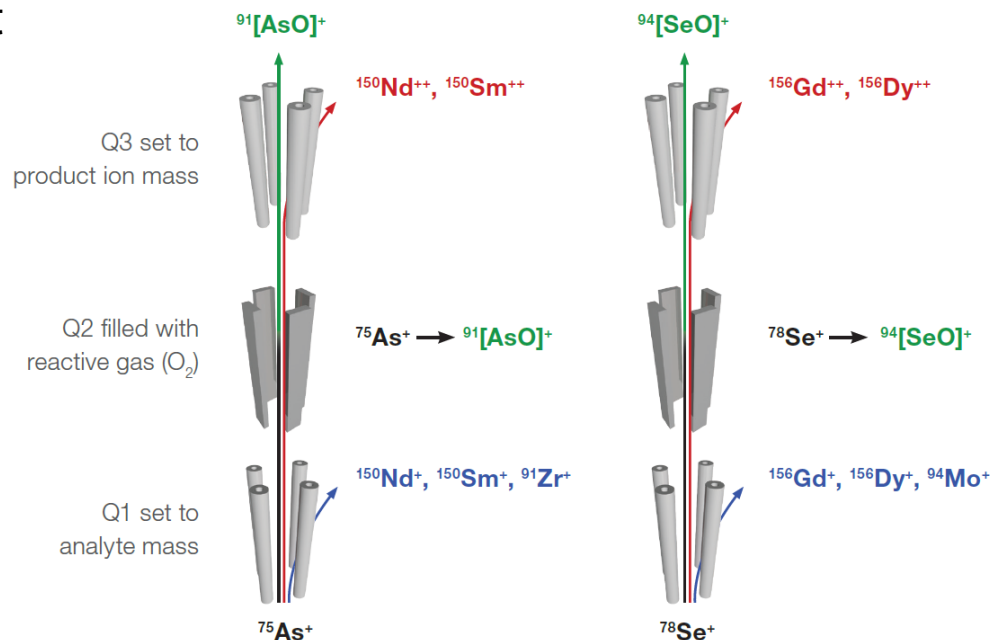 ⁹¹[AsO]⁺
⁹⁴[SeO]⁺
¹⁵⁰Nd⁺⁺, ¹⁵⁰Sm⁺⁺
¹⁵⁶Gd⁺⁺, ¹⁵⁶Dy⁺⁺
Q3 set to
product ion mass
Q2 filled with
reactive gas (O₂)
⁷⁵As⁺ → ⁹¹[AsO]⁺
⁷⁸Se⁺ → ⁹⁴[SeO]⁺
¹⁵⁰Nd⁺, ¹⁵⁰Sm⁺, ⁹¹Zr⁺
¹⁵⁶Gd⁺, ¹⁵⁶Dy⁺, ⁹⁴Mo⁺
Q1 set to
analyte mass
⁷⁵As⁺
⁷⁸Se⁺